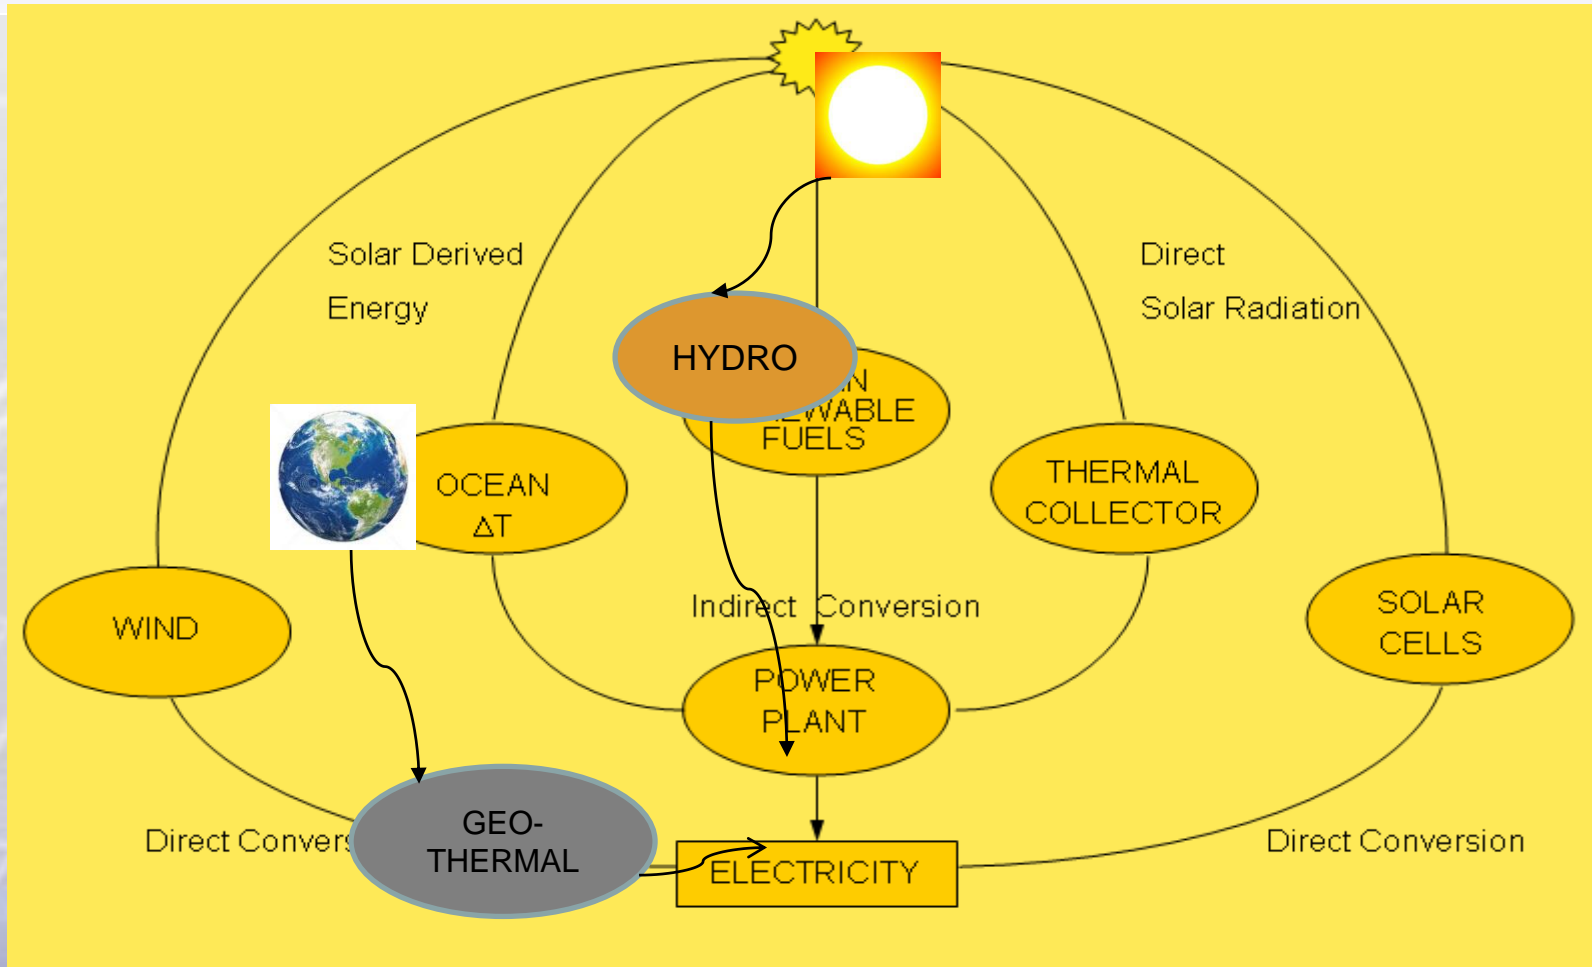 Solar Derived
Energy
Direct
Solar Radiation
HYDRO
FUELS
OCEAN
ΔT
THERMAL
COLLECTOR
Indirect Conversion
WIND
SOLAR
CELLS
POWER
PLANT
GEO-
THERMAL
Direct
Direct Conversion
ELECTRICITY